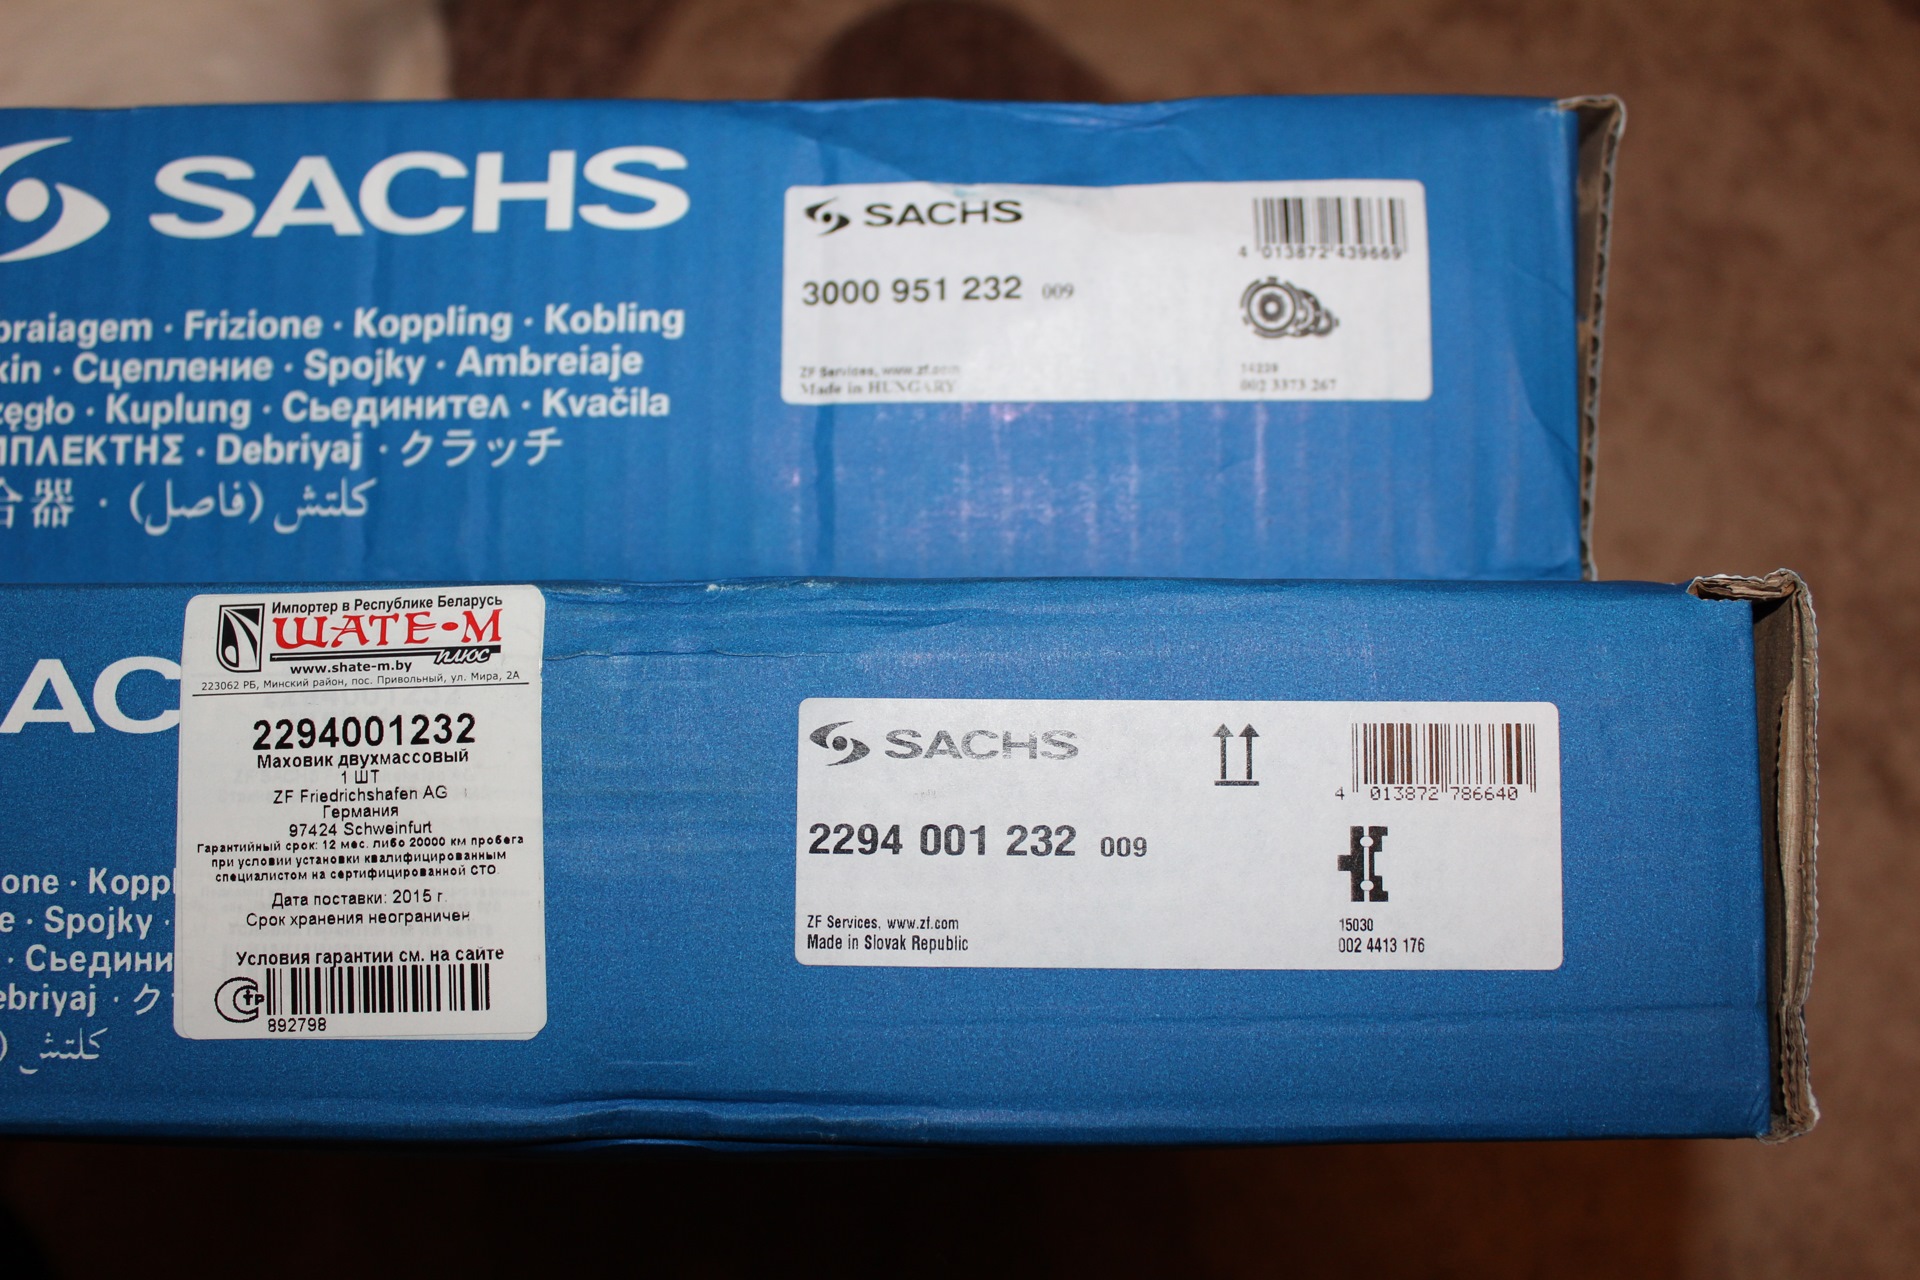 SACHS
praiagem · Frizione · Koppling · Kobling
kin · Сцепление · Spojky · Ambreiaje
zęgło · Kuplung · Сьединител · Kvačila
ΜΠΛΕΚΤΗΣ · Debriyaj · クラッチ
合器 · كلتش (فاصل)
SACHS
4 013872 439669
3000 951 232 009
ZF Services, www.zf.com
Made in HUNGARY
002 3373 267
AC
one · Koppl
e · Spojky ·
· Сьедини
ebriyaj · ク
كلتش (
Импортер в Республике Беларусь
ШАТЕ-М
плюс
www.shate-m.by
223062 РБ, Минский район, пос. Привольный, ул. Мира, 2А
2294001232
Маховик двухмассовый
1 ШТ
ZF Friedrichshafen AG
Германия
97424 Schweinfurt
Гарантийный срок: 12 мес. либо 20000 км пробега
при условии установки квалифицированным
специалистом на сертифицированной СТО
Дата поставки: 2015 г.
Срок хранения неограничен
Условия гарантии см. на сайте
892798
SACHS
4 013872 786640
2294 001 232 009
ZF Services, www.zf.com
Made in Slovak Republic
15030
002 4413 176